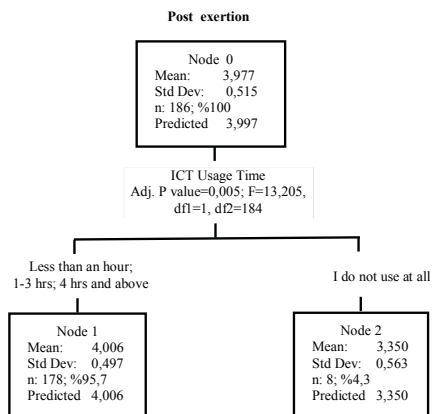 Post exertion
Node 0
Mean: 3,977
Std Dev: 0,515
n: 186; %100
Predicted 3,997
ICT Usage Time
Adj. P value=0,005; F=13,205,
df1=1, df2=184
Less than an hour;
1-3 hrs; 4 hrs and above
I do not use at all
Node 1
Mean: 4,006
Std Dev: 0,497
n: 178; %95,7
Predicted 4,006
Node 2
Mean: 3,350
Std Dev: 0,563
n: 8; %4,3
Predicted 3,350